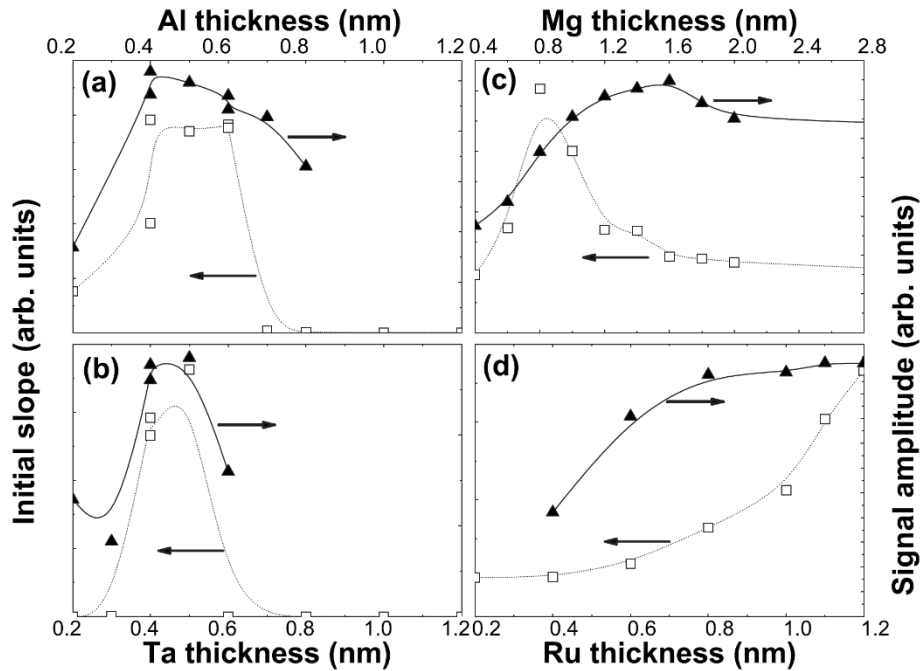 Al thickness (nm)
Mg thickness (nm)
0.2 0.4 0.6 0.8 1.0 1.2
0.4 0.8 1.2 1.6 2.0 2.4 2.8
(a)
(c)
Initial slope (arb. units)
Signal amplitude (arb. units)
(b)
(d)
0.2 0.4 0.6 0.8 1.0 1.2
0.2 0.4 0.6 0.8 1.0 1.2
Ta thickness (nm)
Ru thickness (nm)